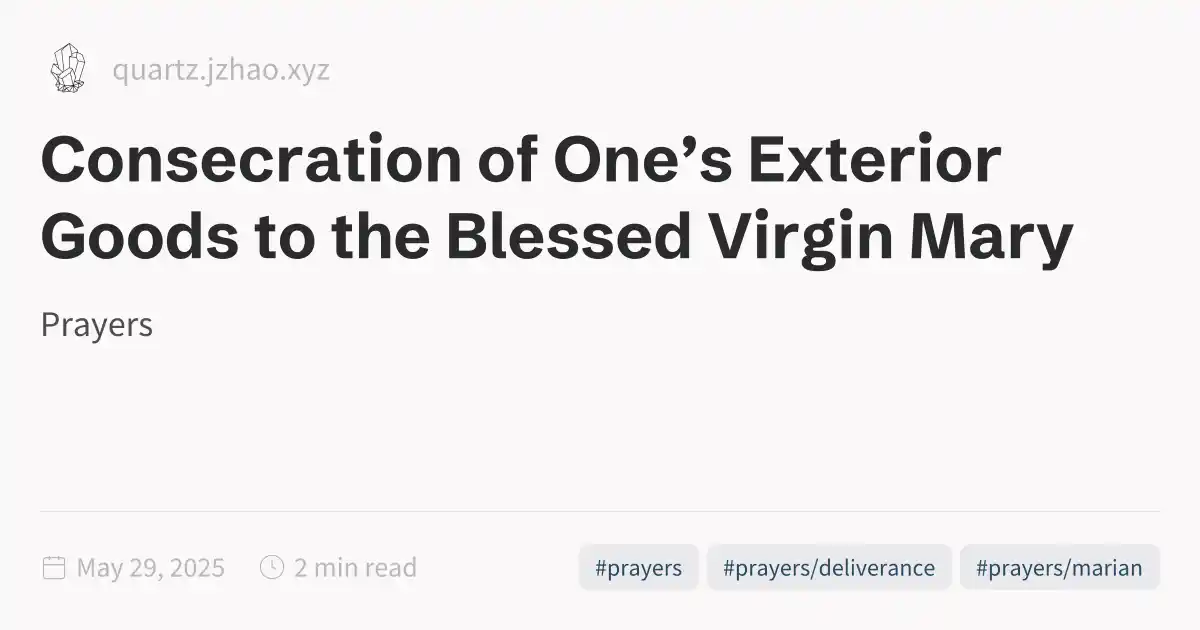 quartz.jzhao.xyz
Consecration of One’s Exterior
Goods to the Blessed Virgin Mary
Prayers
May 29, 2025
2 min read
#prayers
#prayers/deliverance
#prayers/marian